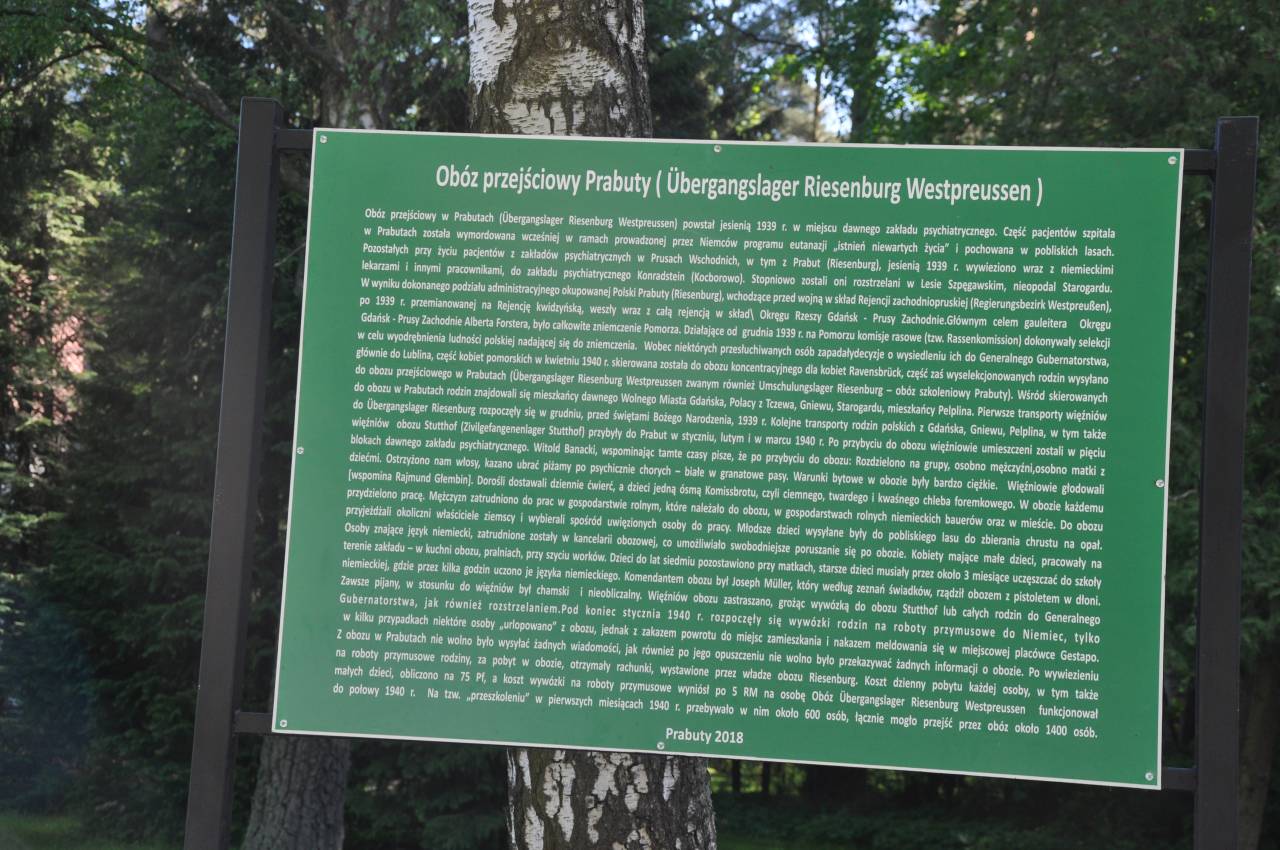 Obóz przejściowy Prabuty ( Übergangslager Riesenburg Westpreussen )
Obóz przejściowy w Prabutach (Übergangslager Riesenburg Westpreussen) powstał jesienią 1939 r. w miejscu dawnego zakładu psychiatrycznego. Część pacjentów szpitala
w Prabutach została wymordowana wcześniej w ramach prowadzonej przez Niemców programu eutanazji „istnień niewartych życia” i pochowana w pobliskich lasach.
Pozostałych przy życiu pacjentów z zakładów psychiatrycznych w Prusach Wschodnich, w tym z Prabut (Riesenburg), jesienią 1939 r. wywieziono wraz z niemieckimi
lekarzami i innymi pracownikami, do zakładu psychiatrycznego Konradstein (Kocborowo). Stopniowo zostali oni rozstrzelani w Lesie Szpęgawskim, nieopodal Starogardu.
W wyniku dokonanego podziału administracyjnego okupowanej Polski Prabuty (Riesenburg), wchodzące przed wojną w skład Rejencji zachodniopruskiej (Regierungsbezirk Westpreußen),
po 1939 r. przemianowanej na Rejencję kwidzyńską, weszły wraz z całą rejencją w skład\ Okręgu Rzeszy Gdańsk - Prusy Zachodnie.Głównym celem gauleitera Okręgu
Gdańsk - Prusy Zachodnie Alberta Forstera, było całkowite zniemczenie Pomorza. Działające od grudnia 1939 r. na Pomorzu komisje rasowe (tzw. Rassenkomission) dokonywały selekcji
w celu wyodrębnienia ludności polskiej nadającej się do zniemczenia. Wobec niektórych przesłuchiwanych osób zapadałydecyzje o wysiedleniu ich do Generalnego Gubernatorstwa,
głównie do Lublina, część kobiet pomorskich w kwietniu 1940 r. skierowana została do obozu koncentracyjnego dla kobiet Ravensbrück, część zaś wyselekcjonowanych rodzin wysyłano
do obozu przejściowego w Prabutach (Übergangslager Riesenburg Westpreussen zwanym również Umschulungslager Riesenburg – obóz szkoleniowy Prabuty). Wśród skierowanych
do obozu w Prabutach rodzin znajdowali się mieszkańcy dawnego Wolnego Miasta Gdańska, Polacy z Tczewa, Gniewu, Starogardu, mieszkańcy Pelplina. Pierwsze transporty więźniów
do Übergangslager Riesenburg rozpoczęły się w grudniu, przed świętami Bożego Narodzenia, 1939 r. Kolejne transporty rodzin polskich z Gdańska, Gniewu, Pelplina, w tym także
więźniów obozu Stutthof (Zivilgefangenenlager Stutthof) przybyły do Prabut w styczniu, lutym i w marcu 1940 r. Po przybyciu do obozu więźniowie umieszczeni zostali w pięciu
blokach dawnego zakładu psychiatrycznego. Witold Banacki, wspominając tamte czasy pisze, że po przybyciu do obozu: Rozdzielono na grupy, osobno mężczyźni,osobno matki z
dziećmi. Ostrzyżono nam włosy, kazano ubrać piżamy po psychicznie chorych – białe w granatowe pasy. Warunki bytowe w obozie były bardzo ciężkie. Więźniowie głodowali
[wspomina Rajmund Głembin]. Dorośli dostawali dziennie ćwierć, a dzieci jedną ósmą Komissbrotu, czyli ciemnego, twardego i kwaśnego chleba foremkowego. W obozie każdemu
przydzielono pracę. Mężczyzn zatrudniono do prac w gospodarstwie rolnym, które należało do obozu, w gospodarstwach rolnych niemieckich bauerów oraz w mieście. Do obozu
przyjeżdżali okoliczni właściciele ziemscy i wybierali spośród uwięzionych osoby do pracy. Młodsze dzieci wysyłane były do pobliskiego lasu do zbierania chrustu na opał.
Osoby znające język niemiecki, zatrudnione zostały w kancelarii obozowej, co umożliwiało swobodniejsze poruszanie się po obozie. Kobiety mające małe dzieci, pracowały na
terenie zakładu – w kuchni obozu, pralniach, przy szyciu worków. Dzieci do lat siedmiu pozostawiono przy matkach, starsze dzieci musiały przez około 3 miesiące uczęszczać do szkoły
niemieckiej, gdzie przez kilka godzin uczono je języka niemieckiego. Komendantem obozu był Joseph Müller, który według zeznań świadków, rządził obozem z pistoletem w dłoni.
Zawsze pijany, w stosunku do więźniów był chamski i nieobliczalny. Więźniów obozu zastraszano, grożąc wywózką do obozu Stutthof lub całych rodzin do Generalnego
Gubernatorstwa, jak również rozstrzelaniem.Pod koniec stycznia 1940 r. rozpoczęły się wywózki rodzin na roboty przymusowe do Niemiec, tylko
w kilku przypadkach niektóre osoby „urlopowano” z obozu, jednak z zakazem powrotu do miejsc zamieszkania i nakazem meldowania się w miejscowej placówce Gestapo.
Z obozu w Prabutach nie wolno było wysyłać żadnych wiadomości, jak również po jego opuszczeniu nie wolno było przekazywać żadnych informacji o obozie. Po wywiezieniu
na roboty przymusowe rodziny, za pobyt w obozie, otrzymały rachunki, wystawione przez władze obozu Riesenburg. Koszt dzienny pobytu każdej osoby, w tym także
małych dzieci, obliczono na 75 Pf, a koszt wywózki na roboty przymusowe wyniósł po 5 RM na osobę Obóz Übergangslager Riesenburg Westpreussen funkcjonował
do połowy 1940 r. Na tzw. „przeszkoleniu” w pierwszych miesiącach 1940 r. przebywało w nim około 600 osób, łącznie mogło przejść przez obóz około 1400 osób.
Prabuty 2018